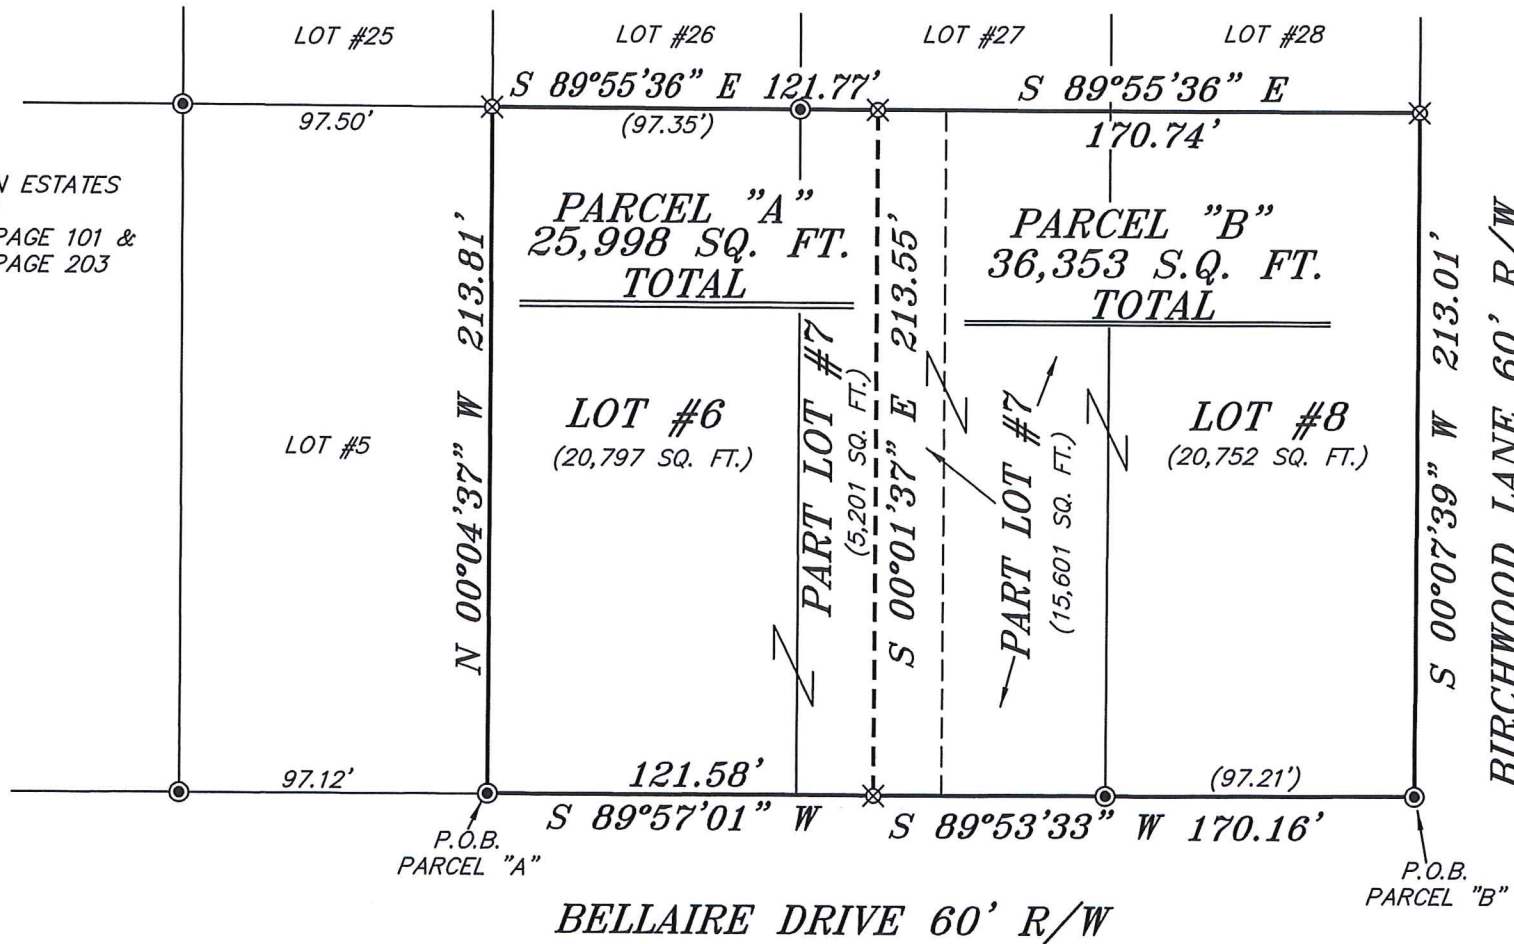 LOT #25
LOT #26
LOT #27
LOT #28
S 89°55'36" E 121.77'
S 89°55'36" E
97.50'
(97.35')
170.74'
N ESTATES
PAGE 101 &
PAGE 203
PARCEL "A"
25,998 SQ. FT.
TOTAL
PARCEL "B"
36,353 S.Q. FT.
TOTAL
N 00°04'37" W 213.81'
S 00°01'37" E 213.55'
S 00°07'39" W 213.01'
BIRCHWOOD LANE 60' R/W
LOT #5
LOT #6
(20,797 SQ. FT.)
PART LOT #7
(5,201 SQ. FT.)
PART LOT #7
(15,601 SQ. FT.)
LOT #8
(20,752 SQ. FT.)
97.12'
121.58'
(97.21')
S 89°57'01" W
S 89°53'33" W 170.16'
P.O.B.
PARCEL "A"
P.O.B.
PARCEL "B"
BELLAIRE DRIVE 60' R/W